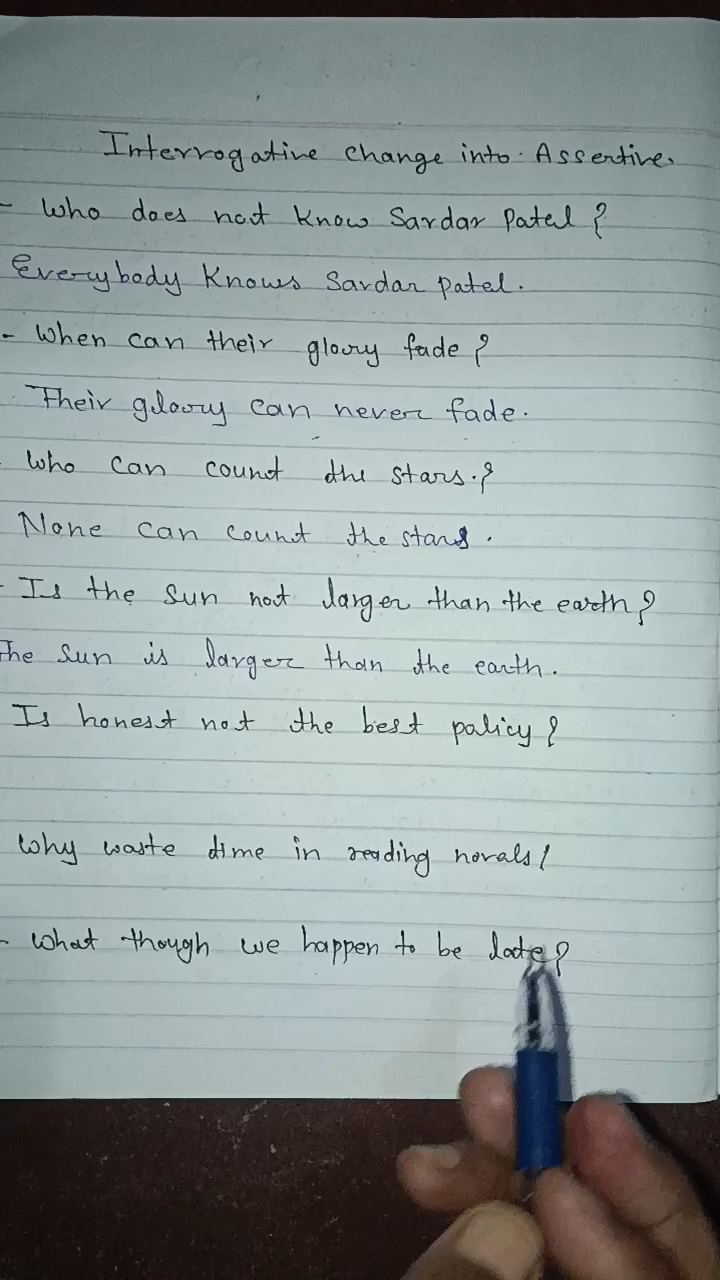 Interrogative change into Assertive.
- Who does not know Sardar Patel?
Everybody knows Sardar Patel.
- When can their glory fade?
Their glory can never fade.
- Who can count the stars.?
None can count the stars.
- Is the sun not larger than the earth?
The sun is larger than the earth.
Is honest not the best policy?
Why waste time in reading novals!
- What though we happen to be late?